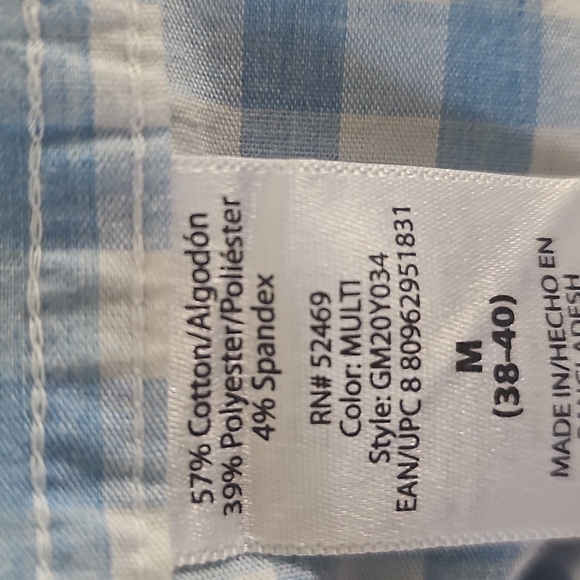 57% Cotton/Algodón
39% Polyester/Poliéster
4% Spandex
RN# 52469
Color: MULTI
Style: GM20Y034
EAN/UPC 8 80962951831
M
(38-40)
MADE IN/HECHO EN